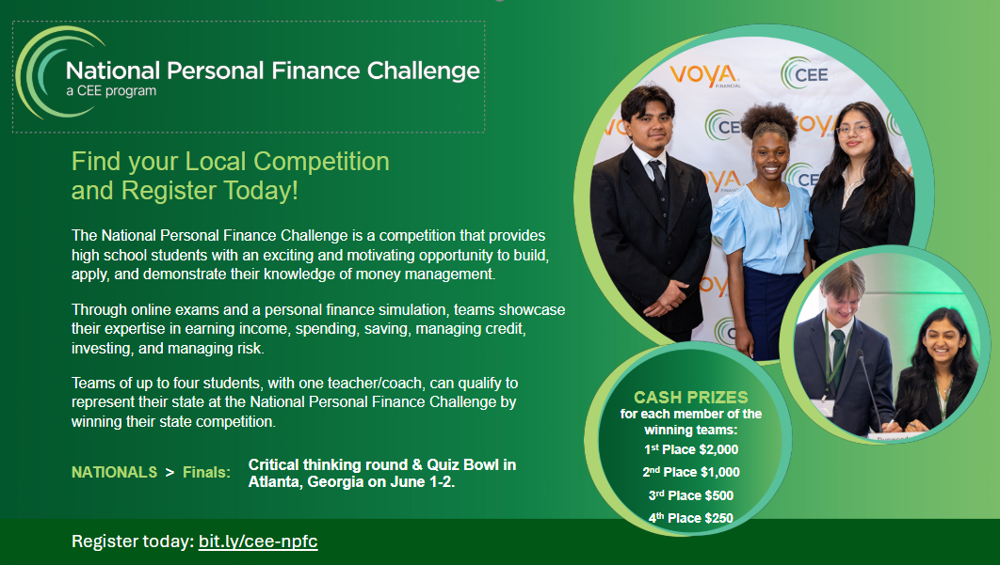 National Personal Finance Challenge
a CEE program
Find your Local Competition
and Register Today!
The National Personal Finance Challenge is a competition that provides
high school students with an exciting and motivating opportunity to build,
apply, and demonstrate their knowledge of money management.
Through online exams and a personal finance simulation, teams showcase
their expertise in earning income, spending, saving, managing credit,
investing, and managing risk.
Teams of up to four students, with one teacher/coach, can qualify to
represent their state at the National Personal Finance Challenge by
winning their state competition.
NATIONALS > Finals:
Critical thinking round & Quiz Bowl in
Atlanta, Georgia on June 1-2.
Register today: bit.ly/cee-npfc
VOYA
FINANCIAL
CEE
CEE
VOYA
FINANCIAL
CEE
CASH PRIZES
for each member of the
winning teams:
1st Place $2,000
2nd Place $1,000
3rd Place $500
4th Place $250